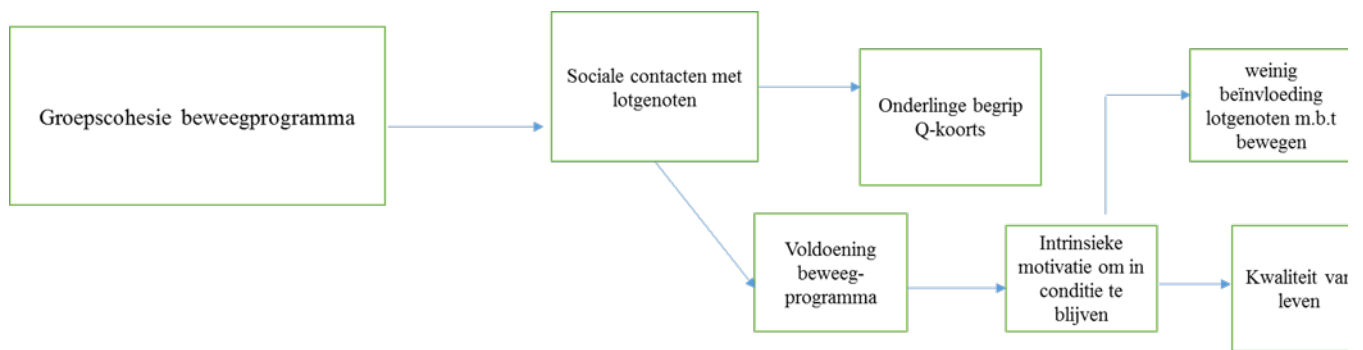 Groepscohesie beweegprogramma
Sociale contacten met
lotgenoten
Onderlinge begrip
Q-koorts
weinig
beïnvloeding
lotgenoten m.b.t
bewegen
Voldoening
beweeg-
programma
Intrinsieke
motivatie om in
conditie te
blijven
Kwaliteit van
leven